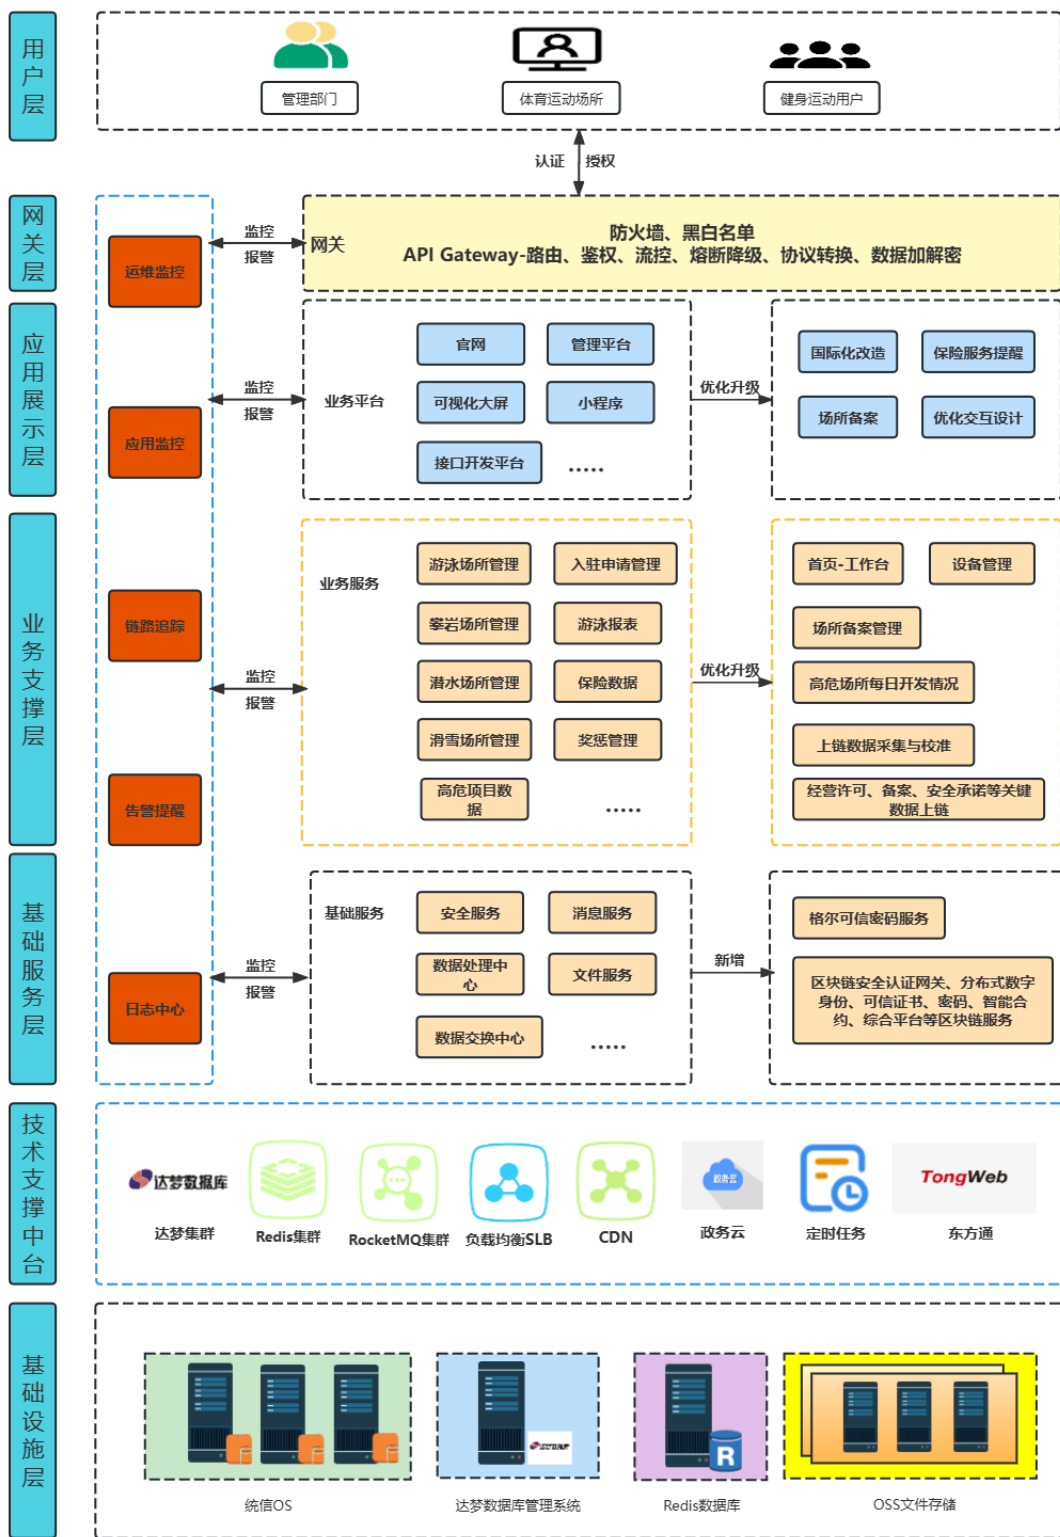 用户层
管理部门
体育运动场所
健身运动用户
认证
授权
网关层
网关
防火墙、黑白名单
API Gateway-路由、鉴权、流控、熔断降级、协议转换、数据加解密
监控
报警
运维监控
应用展示层
业务平台
官网
管理平台
可视化大屏
小程序
接口开发平台
.....
优化升级
国际化改造
保险服务提醒
场所备案
优化交互设计
监控
报警
应用监控
业务支撑层
业务服务
游泳场所管理
入驻申请管理
攀岩场所管理
游泳报表
潜水场所管理
保险数据
滑雪场所管理
奖惩管理
高危项目数
据
.....
优化升级
首页-工作台
设备管理
场所备案管理
高危场所每日开发情况
上链数据采集与校准
经营许可、备案、安全承诺等关键
数据上链
链路追踪
监控
报警
告警提醒
基础服务层
基础服务
安全服务
消息服务
数据处理中
心
文件服务
数据交换中心
.....
新增
格尔可信密码服务
区块链安全认证网关、分布式数字
身份、可信证书、密码、智能合
约、综合平台等区块链服务
监控
报警
日志中心
技术支撑中台
达梦数据库
政务云
TongWeb
达梦集群
Redis集群
RocketMQ集群
负载均衡SLB
CDN
政务云
定时任务
东方通
基础设施层
达梦数据库
R
统信OS
达梦数据库管理系统
Redis数据库
OSS文件存储